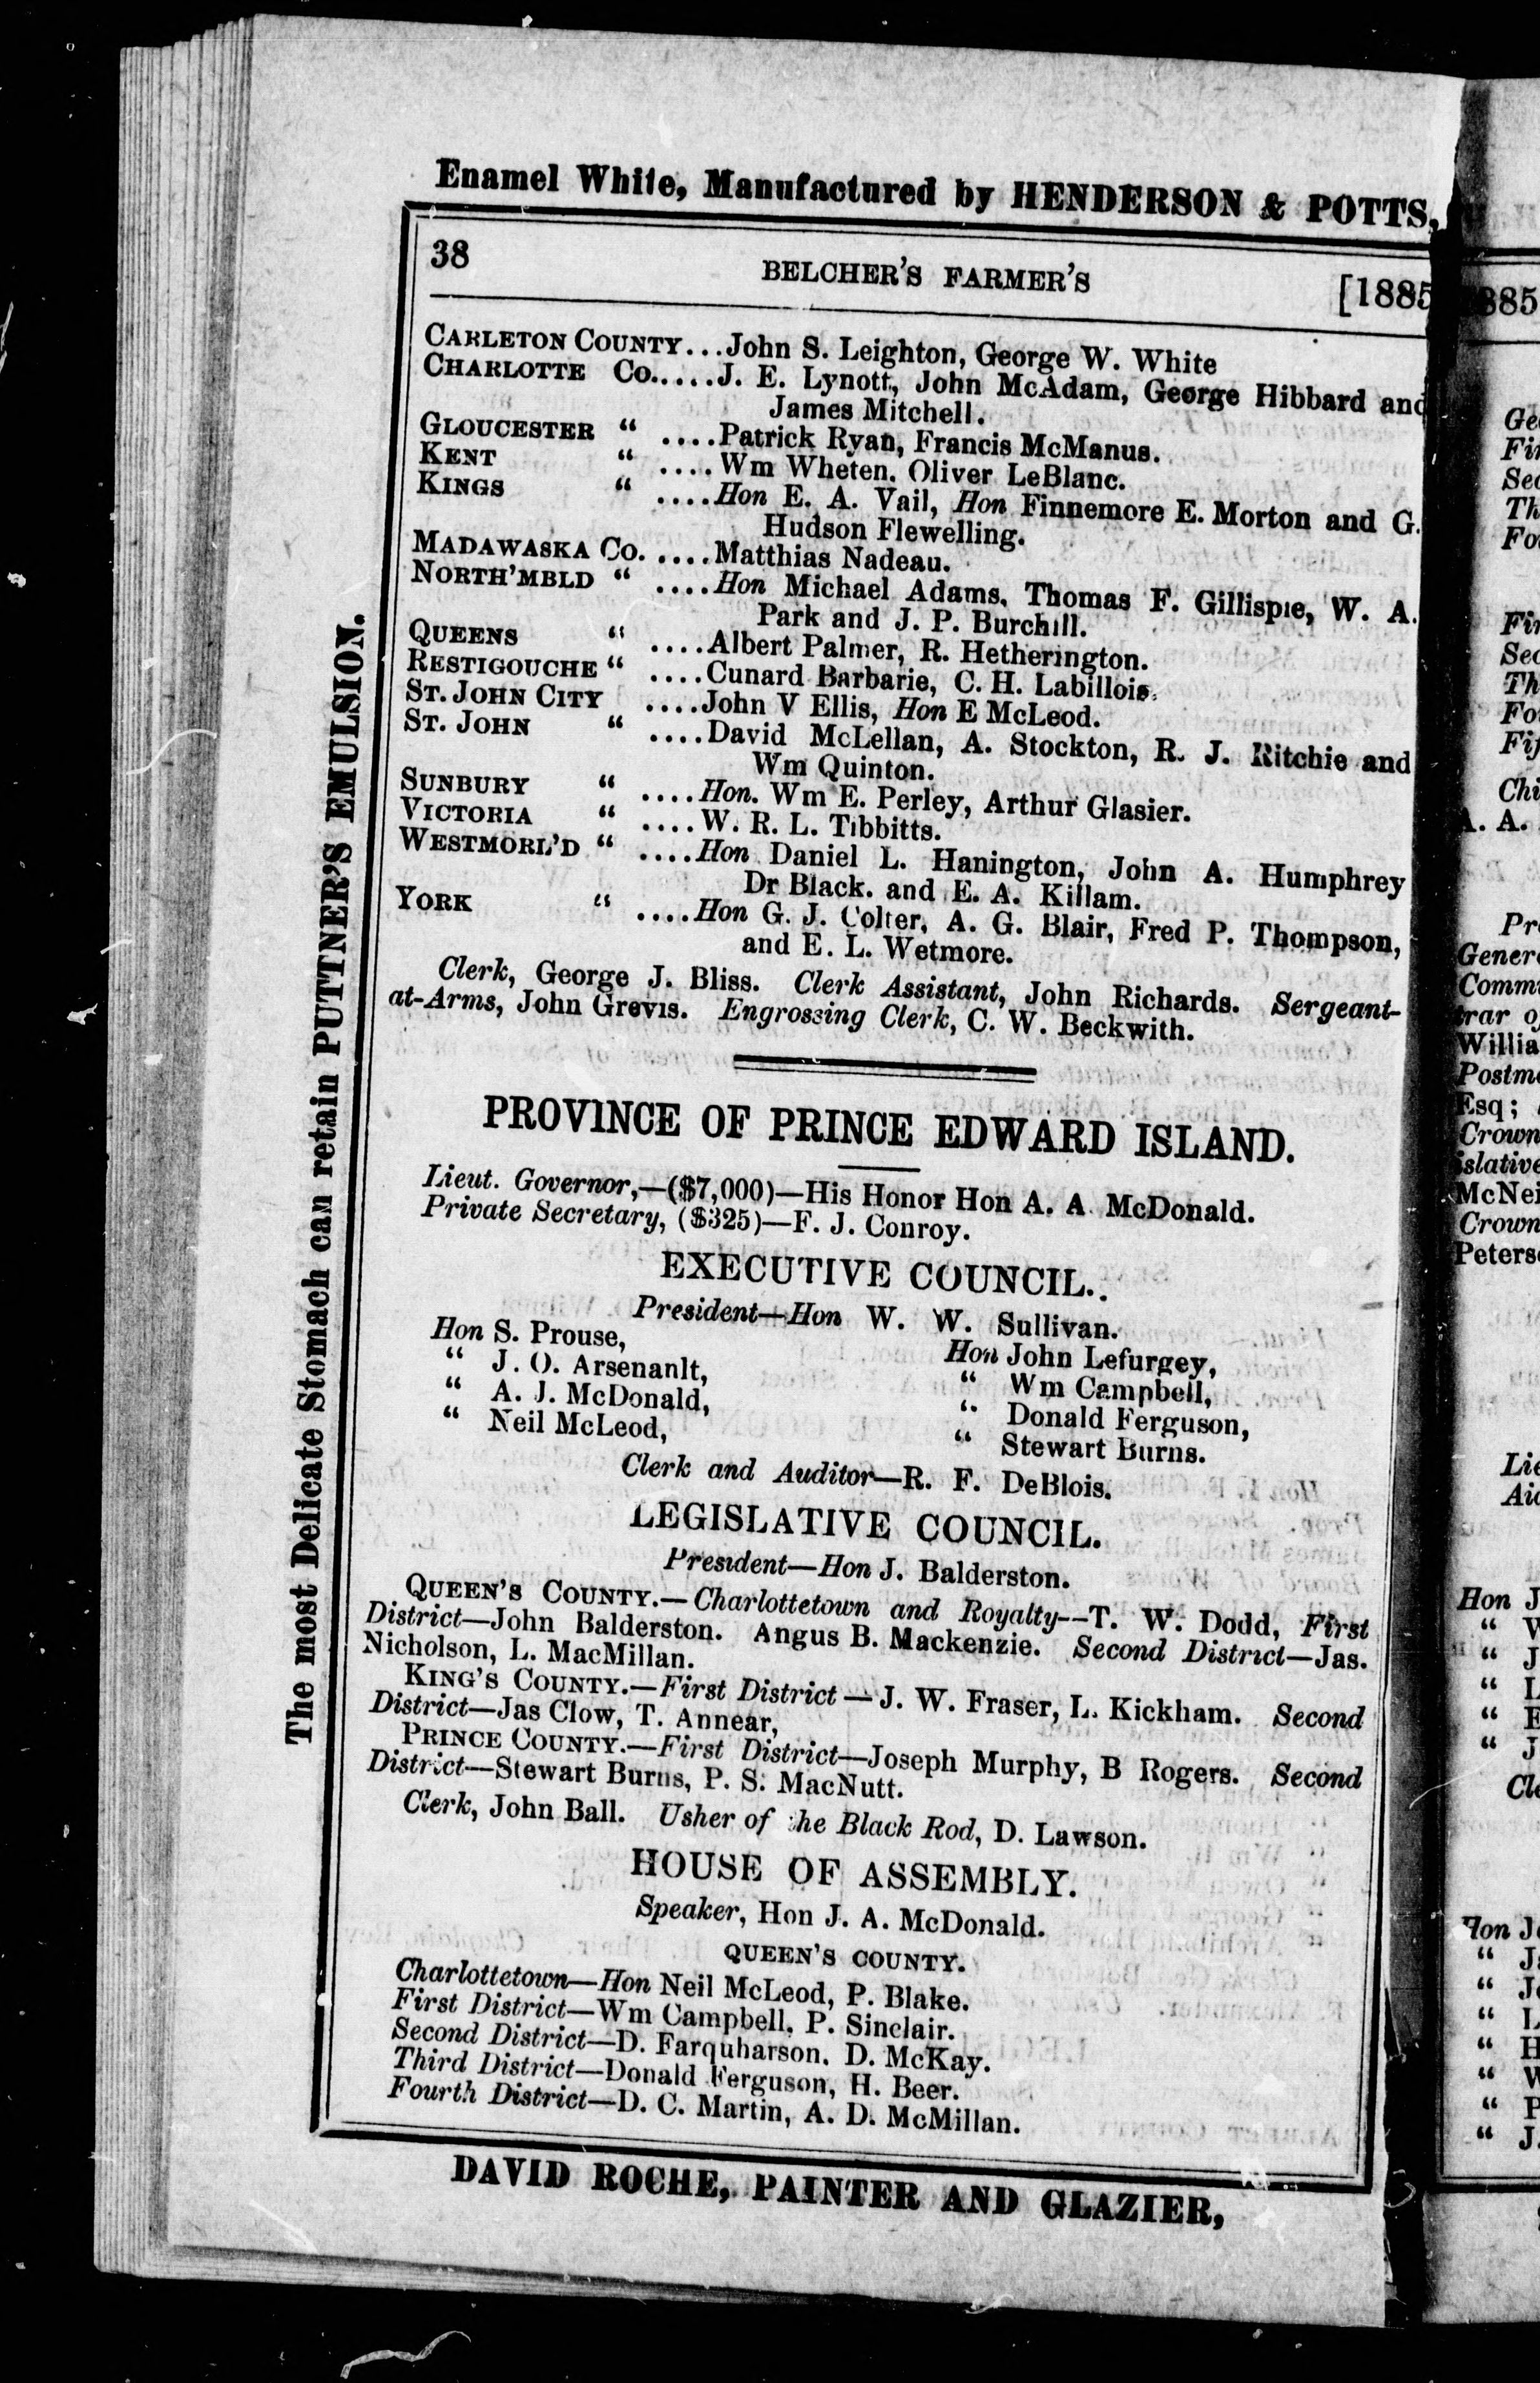 Enamel White, Manufactured by HENDERSON & POTTS,
38
BELCHER'S FARMER'S
[1885
CARLETON COUNTY...John S. Leighton, George W. White
CHARLOTTE Co.....J. E. Lynott, John McAdam, George Hibbard and
James Mitchell.
GLOUCESTER " ....Patrick Ryan, Francis McManus.
KENT " ....Wm Wheten. Oliver LeBlanc.
KINGS " ....Hon E. A. Vail, Hon Finnemore E. Morton and G.
Hudson Flewelling.
MADAWASKA Co. ....Matthias Nadeau.
NORTH'MBLD " ....Hon Michael Adams, Thomas F. Gillispie, W. A.
Park and J. P. Burchill.
QUEENS " ....Albert Palmer, R. Hetherington.
RESTIGOUCHE " ....Cunard Barbarie, C. H. Labillois.
ST. JOHN CITY ....John V Ellis, Hon E McLeod.
ST. JOHN " ....David McLellan, A. Stockton, R. J. Ritchie and
Wm Quinton.
SUNBURY " ....Hon. Wm E. Perley, Arthur Glasier.
VICTORIA " ....W. R. L. Tibbitts.
WESTMORL'D " ....Hon Daniel L. Hanington, John A. Humphrey
Dr Black. and E. A. Killam.
YORK " ....Hon G. J. Colter, A. G. Blair, Fred P. Thompson,
and E. L. Wetmore.
Clerk, George J. Bliss. Clerk Assistant, John Richards. Sergeant-
at-Arms, John Grevis. Engrossing Clerk, C. W. Beckwith.
PROVINCE OF PRINCE EDWARD ISLAND.
Lieut. Governor,—($7,000)—His Honor Hon A. A. McDonald.
Private Secretary, ($325)—F. J. Conroy.
EXECUTIVE COUNCIL.
President—Hon W. W. Sullivan.
Hon S. Prouse,
" J. O. Arsenanlt,
" A. J. McDonald,
" Neil McLeod,
Hon John Lefurgey,
" Wm Campbell,
" Donald Ferguson,
" Stewart Burns.
Clerk and Auditor—R. F. DeBlois.
LEGISLATIVE COUNCIL.
President—Hon J. Balderston.
QUEEN'S COUNTY.—Charlottetown and Royalty--T. W. Dodd, First
District—John Balderston. Angus B. Mackenzie. Second District—Jas.
Nicholson, L. MacMillan.
KING'S COUNTY.—First District—J. W. Fraser, L. Kickham. Second
District—Jas Clow, T. Annear,
PRINCE COUNTY.—First District—Joseph Murphy, B Rogers. Second
District—Stewart Burns, P. S. MacNutt.
Clerk, John Ball. Usher of the Black Rod, D. Lawson.
HOUSE OF ASSEMBLY.
Speaker, Hon J. A. McDonald.
QUEEN'S COUNTY.
Charlottetown—Hon Neil McLeod, P. Blake.
First District—Wm Campbell, P. Sinclair.
Second District—D. Farquharson. D. McKay.
Third District—Donald Ferguson, H. Beer.
Fourth District—D. C. Martin, A. D. McMillan.
DAVID ROCHE, PAINTER AND GLAZIER,
The most Delicate Stomach can retain PUTTNER'S EMULSION.